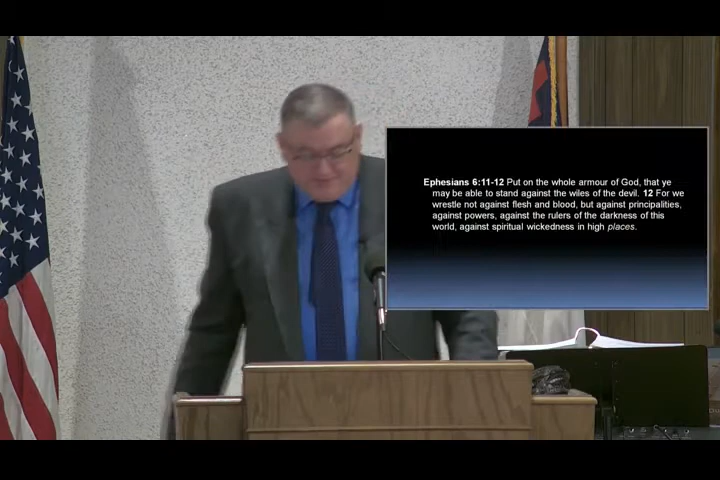 Ephesians 6:11-12 Put on the whole armour of God, that ye
may be able to stand against the wiles of the devil. 12 For we
wrestle not against flesh and blood, but against principalities,
against powers, against the rulers of the darkness of this
world, against spiritual wickedness in high places.